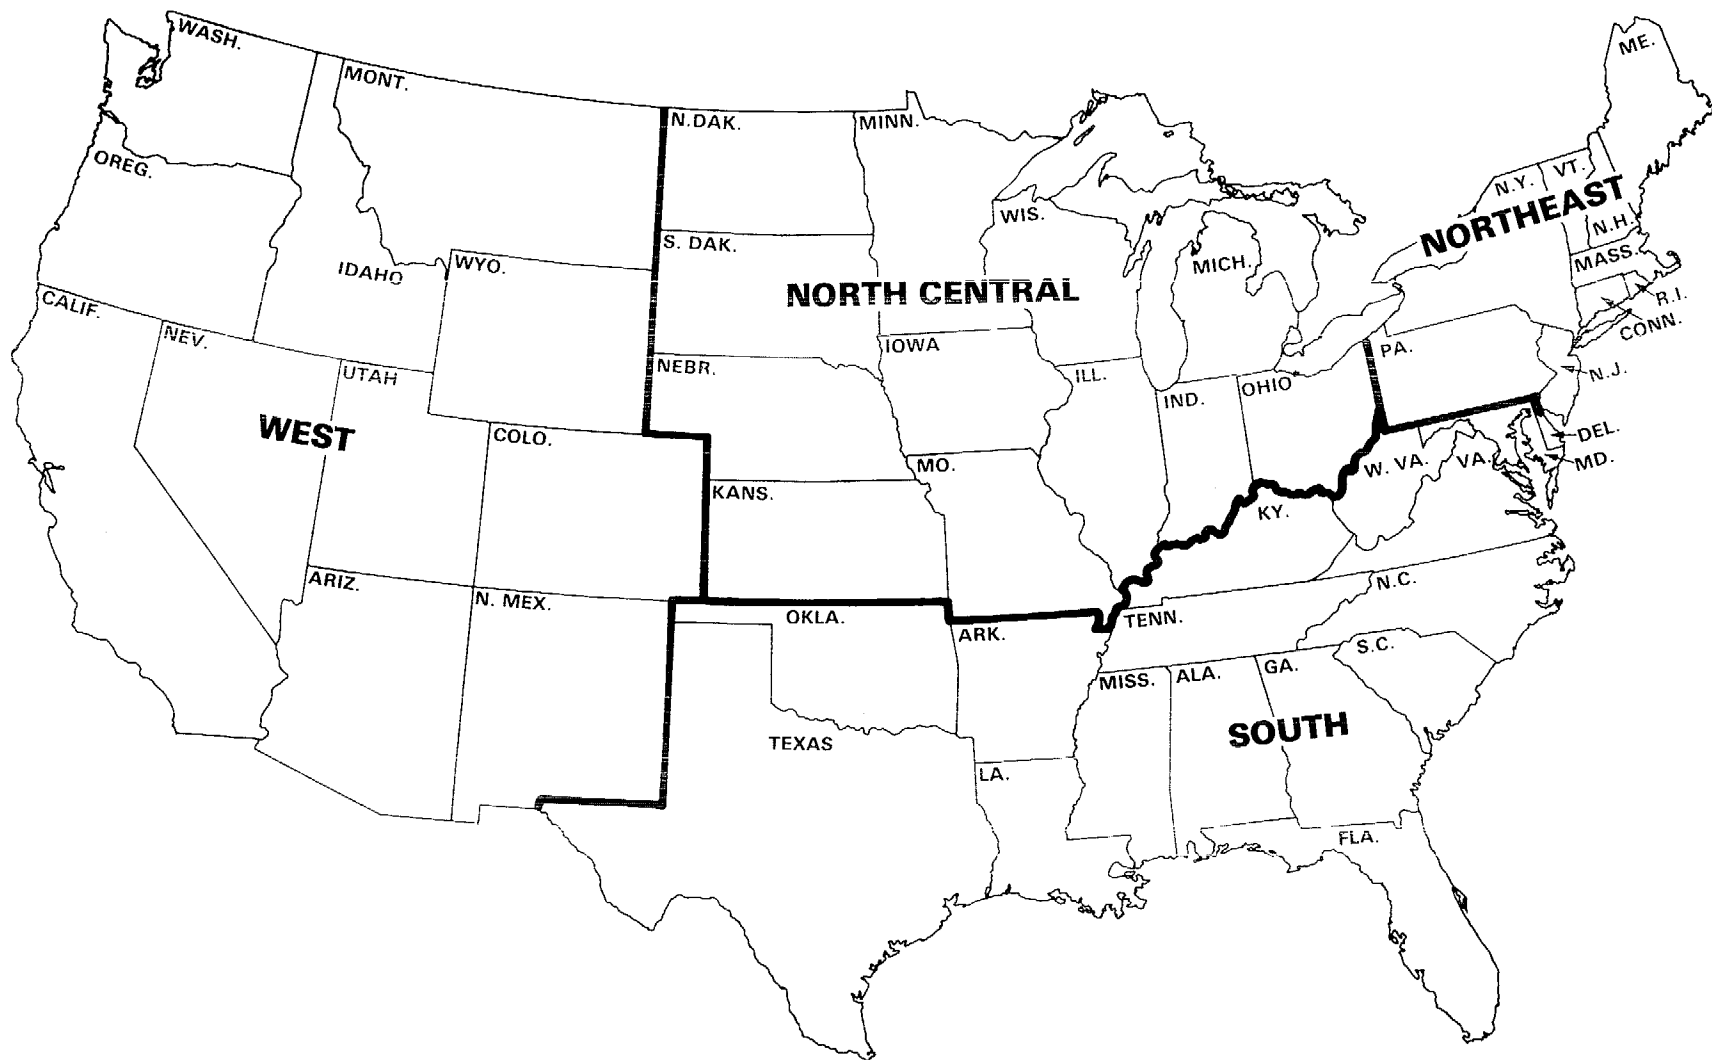 WASH.
ME.
MONT.
N.DAK.
MINN.
OREG.
N.Y.
VT.
NORTHEAST
WIS.
N.H.
S. DAK.
IDAHO
WYO.
MICH.
MASS.
NORTH CENTRAL
CALIF.
R.I.
CONN.
NEV.
IOWA
PA.
UTAH
NEBR.
ILL.
OHIO
N.J.
IND.
WEST
COLO.
DEL.
MO.
W. VA.
VA.
MD.
KANS.
KY.
ARIZ.
N. MEX.
N.C.
OKLA.
TENN.
ARK.
S.C.
MISS.
ALA.
GA.
SOUTH
TEXAS
LA.
FLA.